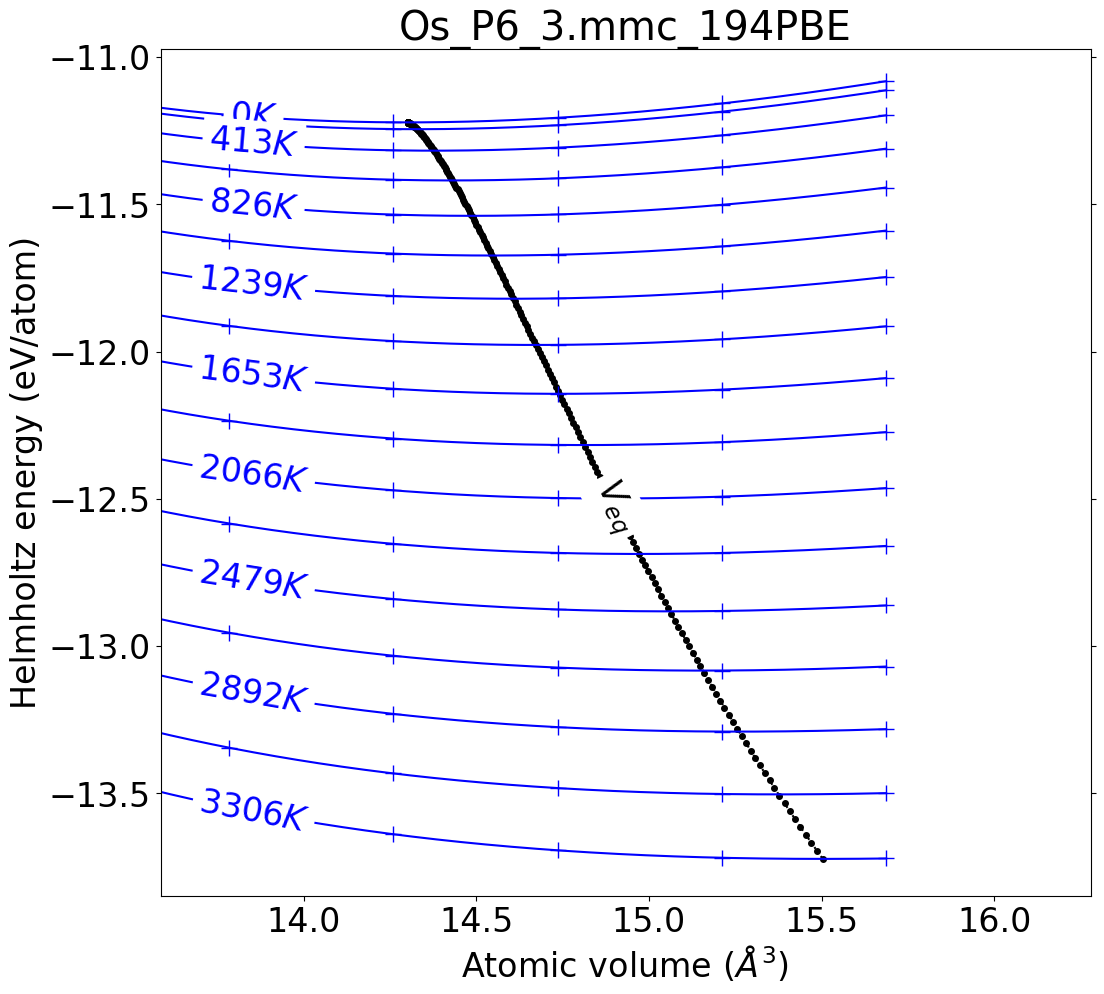 Os_P6_3.mmc_194PBE
Helmholtz energy (eV/atom)
−11.0
−11.5
−12.0
−12.5
−13.0
−13.5
0K
413K
826K
1239K
1653K
2066K
2479K
2892K
3306K
V_eq
14.0 14.5 15.0 15.5 16.0
Atomic volume (Å³)